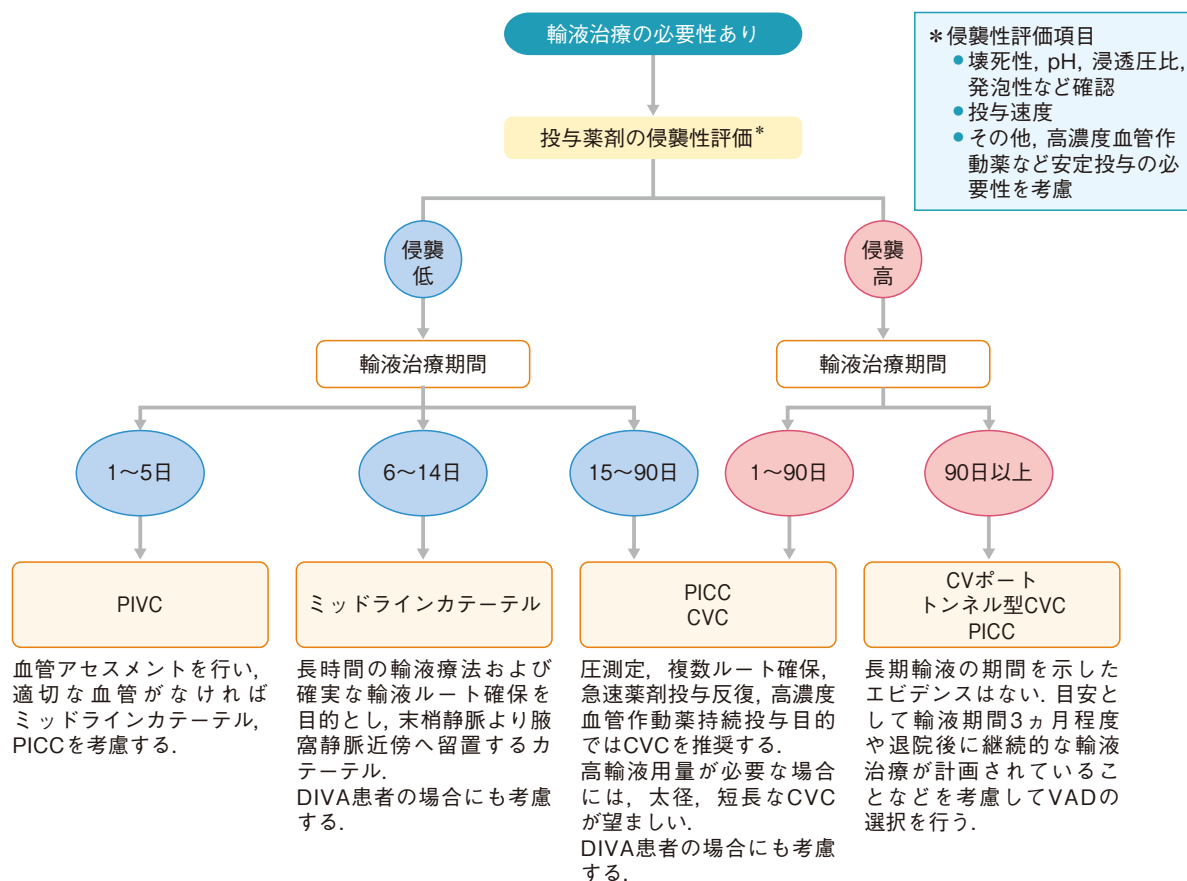 輸液治療の必要性あり
＊侵襲性評価項目
●壊死性，pH，浸透圧比，
発泡性など確認
●投与速度
●その他，高濃度血管作
動薬など安定投与の必
要性を考慮
投与薬剤の侵襲性評価＊
侵襲
低
侵襲
高
輸液治療期間
輸液治療期間
1～5日
6～14日
15～90日
1～90日
90日以上
PIVC
ミッドラインカテーテル
PICC
CVC
CVポート
トンネル型CVC
PICC
血管アセスメントを行い，
適切な血管がなければ
ミッドラインカテーテル，
PICCを考慮する．
長時間の輸液療法および
確実な輸液ルート確保を
目的とし，末梢静脈より腋
窩静脈近傍へ留置するカ
テーテル．
DIVA患者の場合にも考慮
する．
圧測定，複数ルート確保，
急速薬剤投与反復，高濃度
血管作動薬持続投与目的
ではCVCを推奨する．
高輸液用量が必要な場合
には，太径，短長なCVC
が望ましい．
DIVA患者の場合にも考慮
する．
長期輸液の期間を示した
エビデンスはない．目安と
して輸液期間3ヵ月程度
や退院後に継続的な輸液
治療が計画されているこ
となどを考慮してVADの
選択を行う．